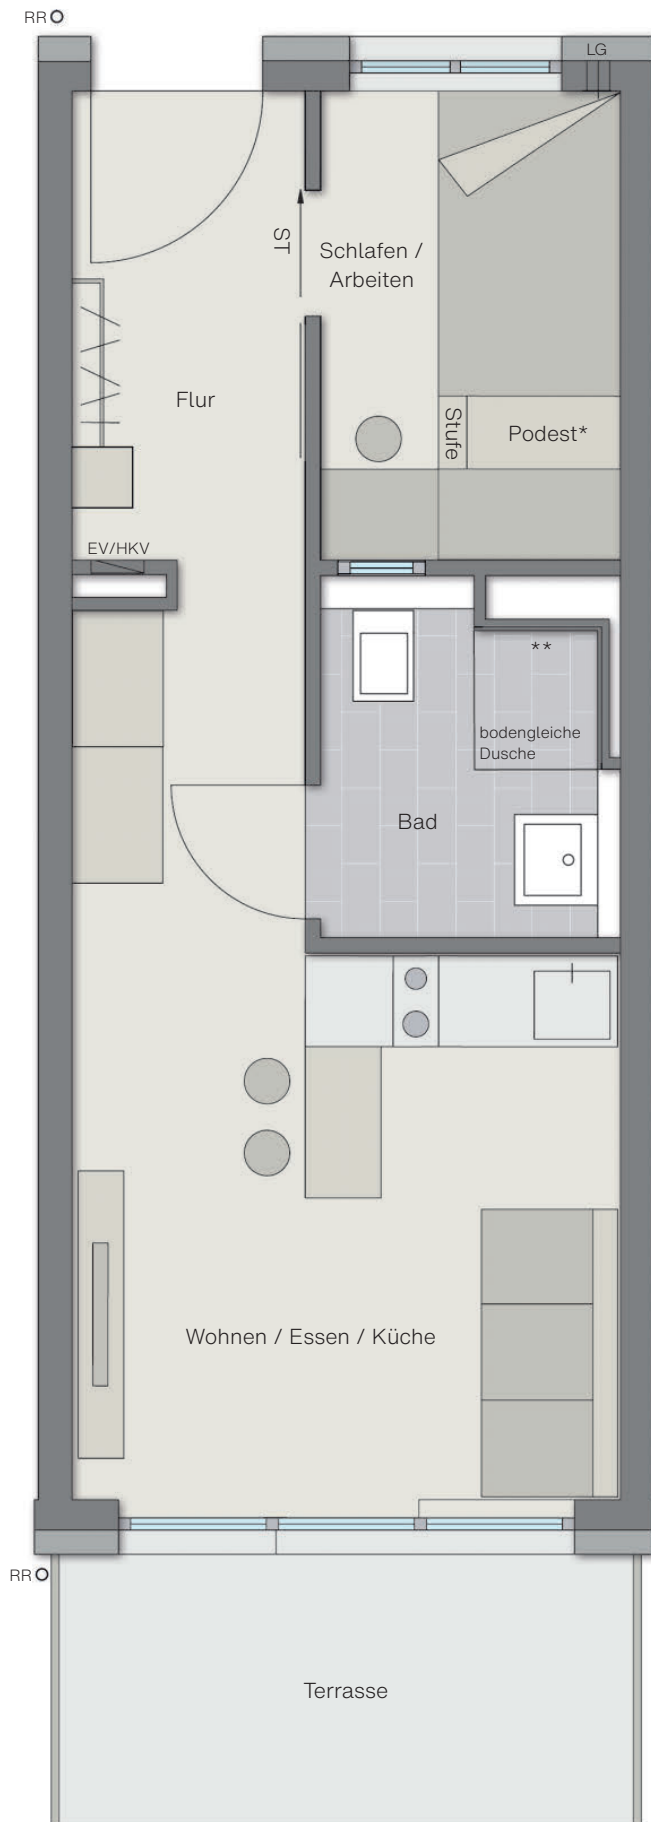 RR
LG
ST
Schlafen /
Arbeiten
Flur
Stufe
Podest*
EV/HKV
**
bodengleiche
Dusche
Bad
Wohnen / Essen / Küche
RR
Terrasse